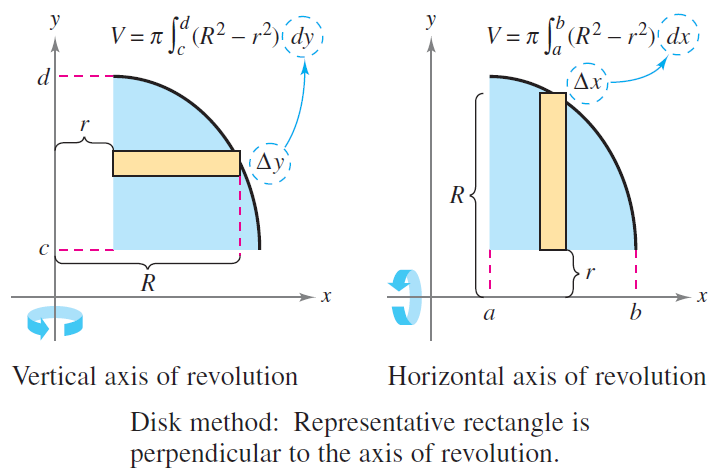 y
V = π ∫_c^d (R² – r²) dy
d
r
Δy
c
R
x
Vertical axis of revolution
y
V = π ∫_a^b (R² – r²) dx
Δx
R
r
x
a
b
Horizontal axis of revolution
Disk method: Representative rectangle is
perpendicular to the axis of revolution.